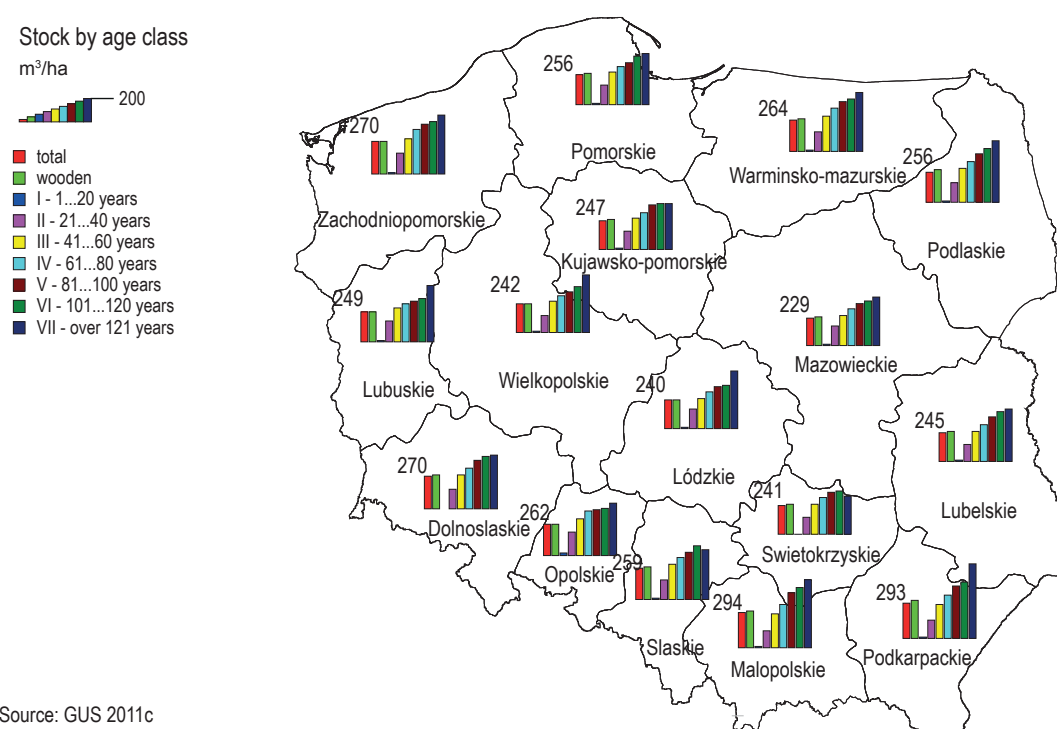 Stock by age class
m³/ha
200
total
wooden
I - 1...20 years
II - 21...40 years
III - 41...60 years
IV - 61...80 years
V - 81...100 years
VI - 101...120 years
VII - over 121 years
256
Pomorskie
270
Zachodniopomorskie
264
Warminsko-mazurskie
256
Podlaskie
247
Kujawsko-pomorskie
249
Lubuskie
242
Wielkopolskie
229
Mazowieckie
240
Lódzkie
245
Lubelskie
270
Dolnoslaskie
262
Opolskie
241
Swietokrzyskie
259
Slaskie
294
Malopolskie
293
Podkarpackie
Source: GUS 2011c